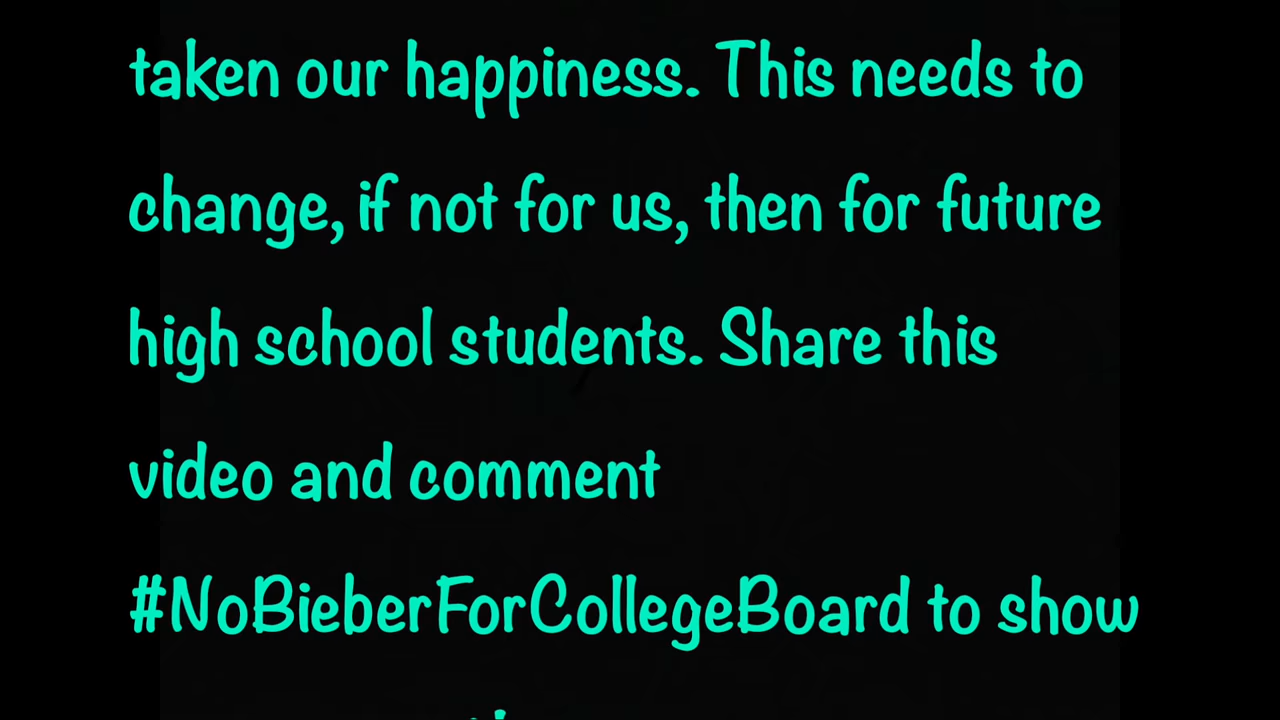 taken our happiness. This needs to
change, if not for us, then for future
high school students. Share this
video and comment
#NoBieberForCollegeBoard to show